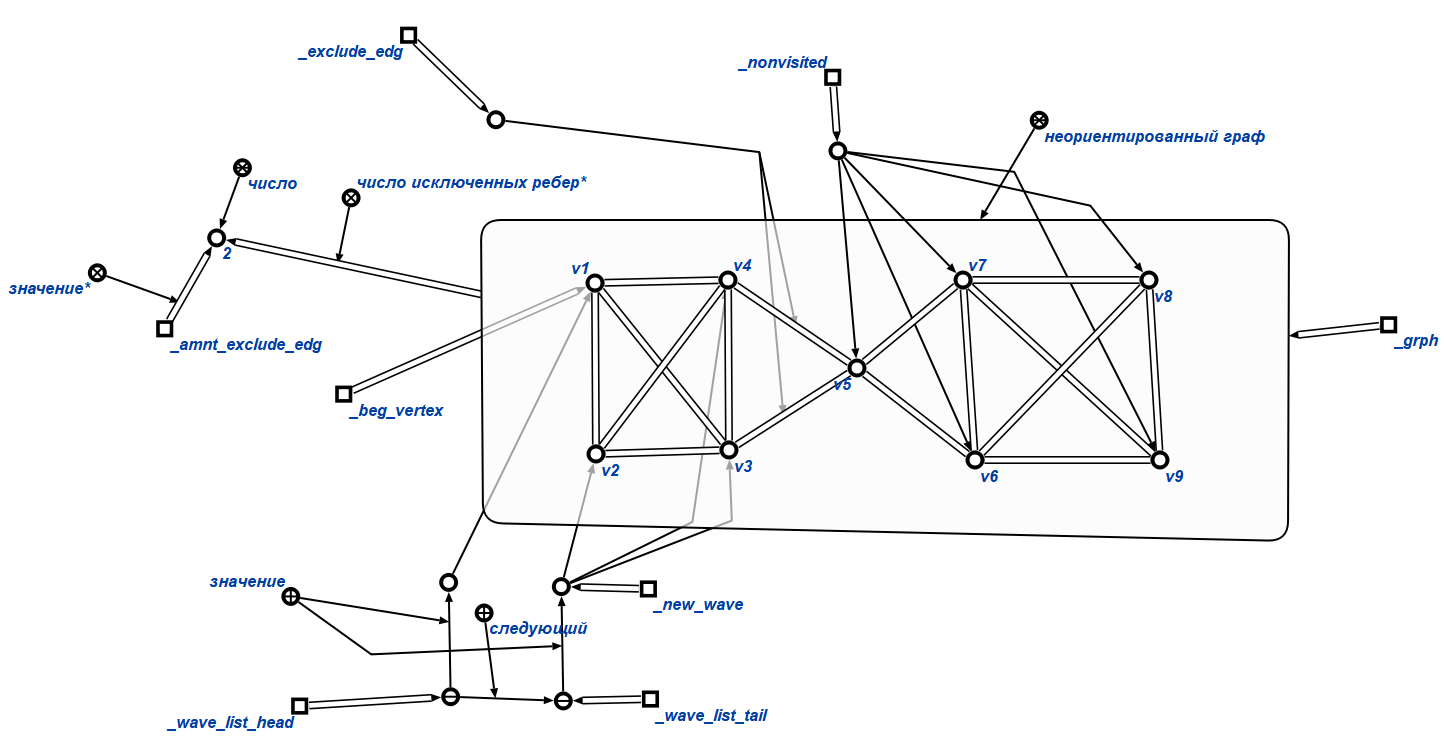 _exclude_edg
_nonvisited
неориентированный граф
число
число исключенных ребер*
2
значение*
_amnt_exclude_edg
_beg_vertex
v1
v4
v7
v8
_grph
v5
v2
v3
v6
v9
значение
_new_wave
следующий
_wave_list_head
_wave_list_tail